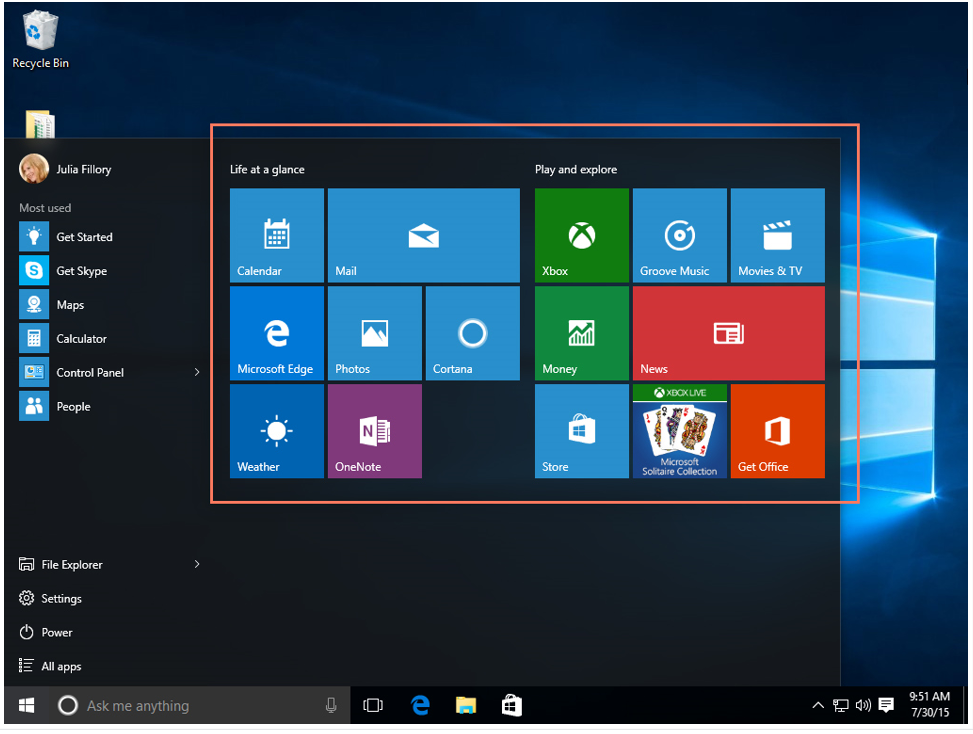 Recycle Bin
Julia Fillory
Most used
Get Started
Get Skype
Maps
Calculator
Control Panel
People
File Explorer
Settings
Power
All apps
Life at a glance
Calendar
Mail
Microsoft Edge
Photos
Cortana
Weather
OneNote
Play and explore
Xbox
Groove Music
Movies & TV
Money
News
Store
XBOX LIVE
Microsoft
Solitaire Collection
Get Office
Ask me anything
9:51 AM
7/30/15